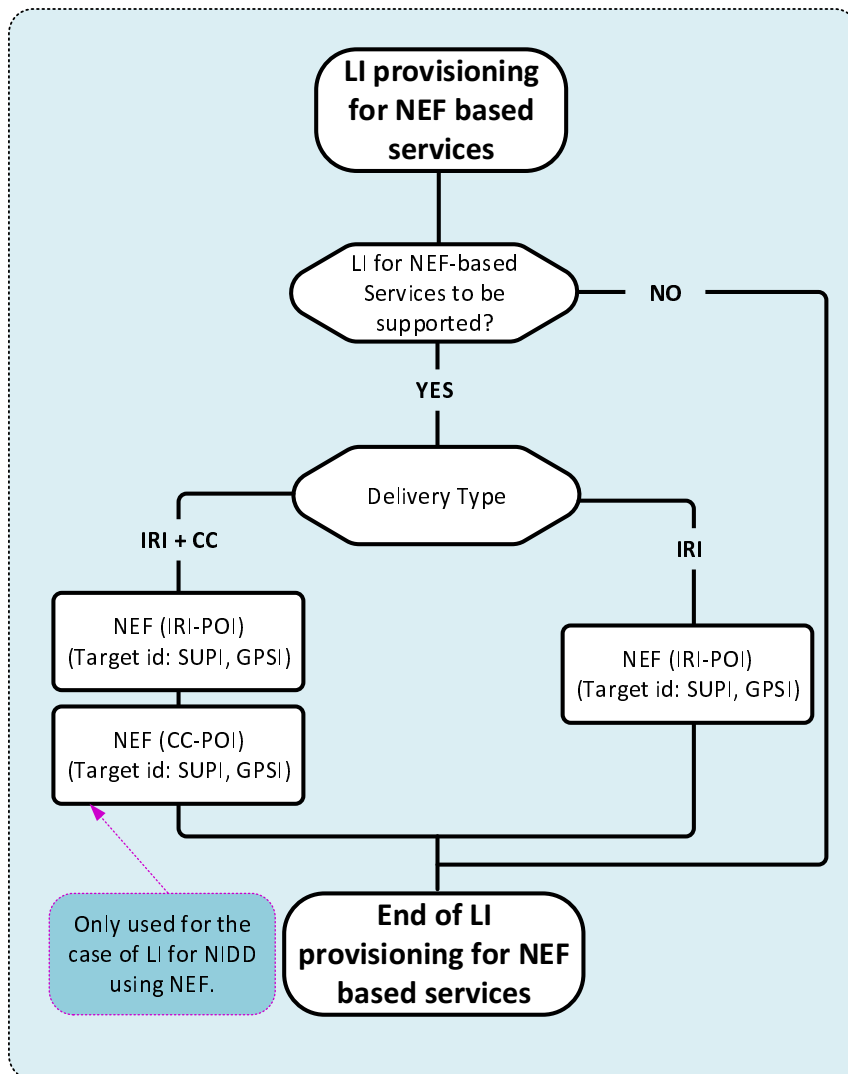 LI provisioning
for NEF based
services
LI for NEF-based
Services to be
supported?
NO
YES
Delivery Type
IRI + CC
IRI
NEF (IRI-POI)
(Target id: SUPI, GPSI)
NEF (IRI-POI)
(Target id: SUPI, GPSI)
NEF (CC-POI)
(Target id: SUPI, GPSI)
Only used for the
case of LI for NIDD
using NEF.
End of LI
provisioning for NEF
based services